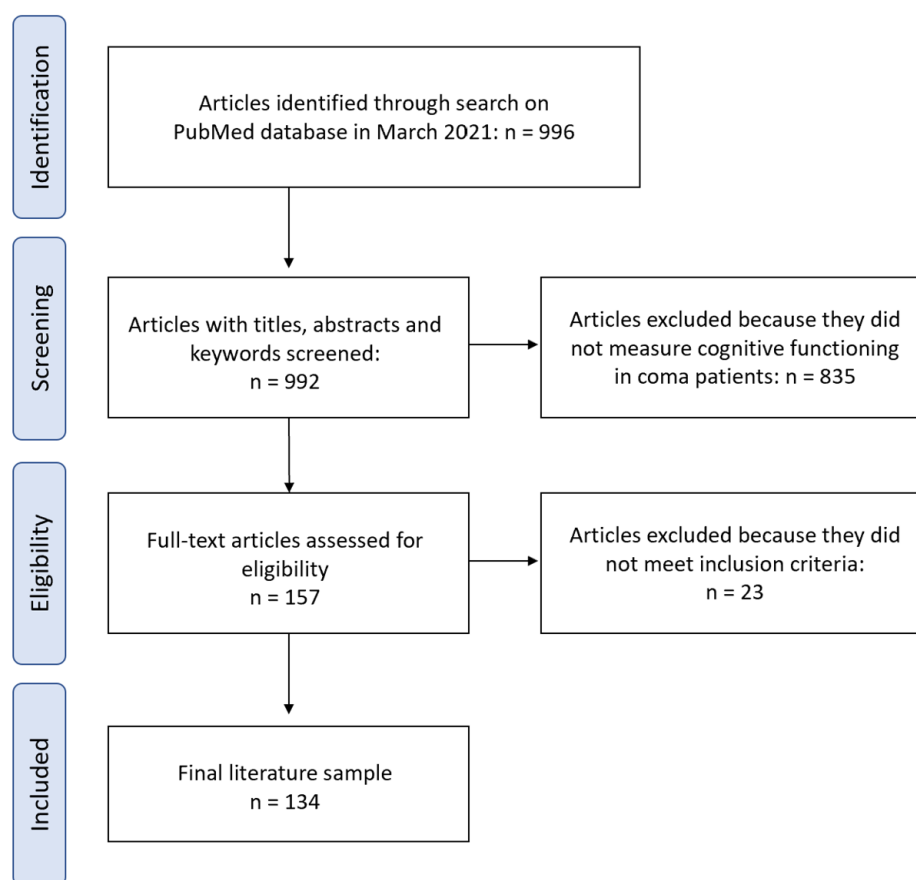 Identification
Articles identified through search on
PubMed database in March 2021: n = 996
Screening
Articles with titles, abstracts and
keywords screened:
n = 992
Articles excluded because they did
not measure cognitive functioning
in coma patients: n = 835
Eligibility
Full-text articles assessed for
eligibility
n = 157
Articles excluded because they did
not meet inclusion criteria:
n = 23
Included
Final literature sample
n = 134